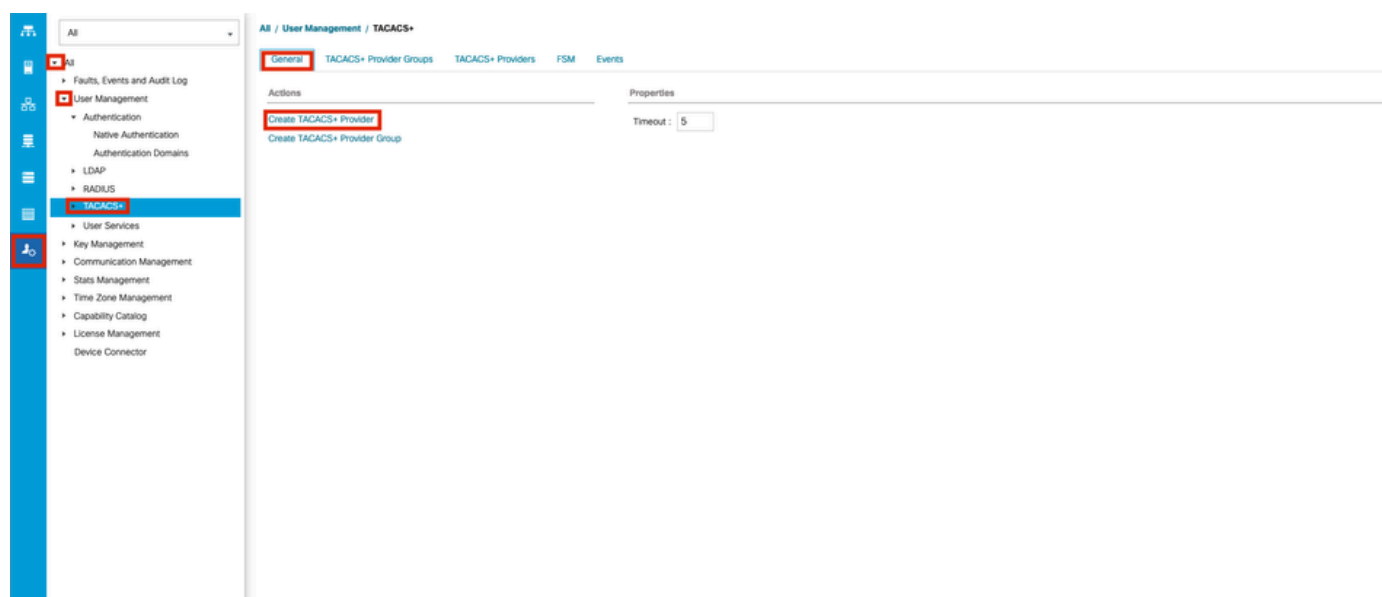 All
All
Faults, Events and Audit Log
User Management
Authentication
Native Authentication
Authentication Domains
LDAP
RADIUS
TACACS+
User Services
Key Management
Communication Management
Stats Management
Time Zone Management
Capability Catalog
License Management
Device Connector
All / User Management / TACACS+
General TACACS+ Provider Groups TACACS+ Providers FSM Events
Actions
Create TACACS+ Provider
Create TACACS+ Provider Group
Properties
Timeout : 5